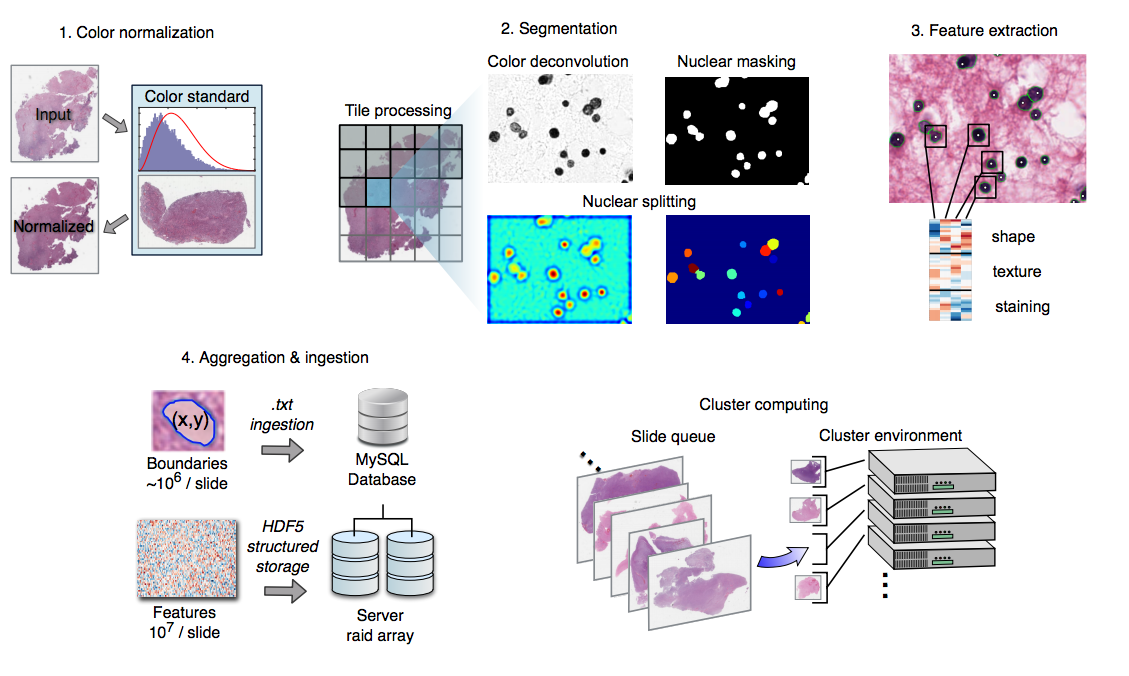 1. Color normalization
Input
Color standard
Normalized
Tile processing
2. Segmentation
Color deconvolution
Nuclear masking
Nuclear splitting
3. Feature extraction
shape
texture
staining
4. Aggregation & ingestion
(x,y)
Boundaries
~10^6 / slide
.txt
ingestion
MySQL
Database
Features
10^7 / slide
HDF5
structured
storage
Server
raid array
Cluster computing
Slide queue
Cluster environment